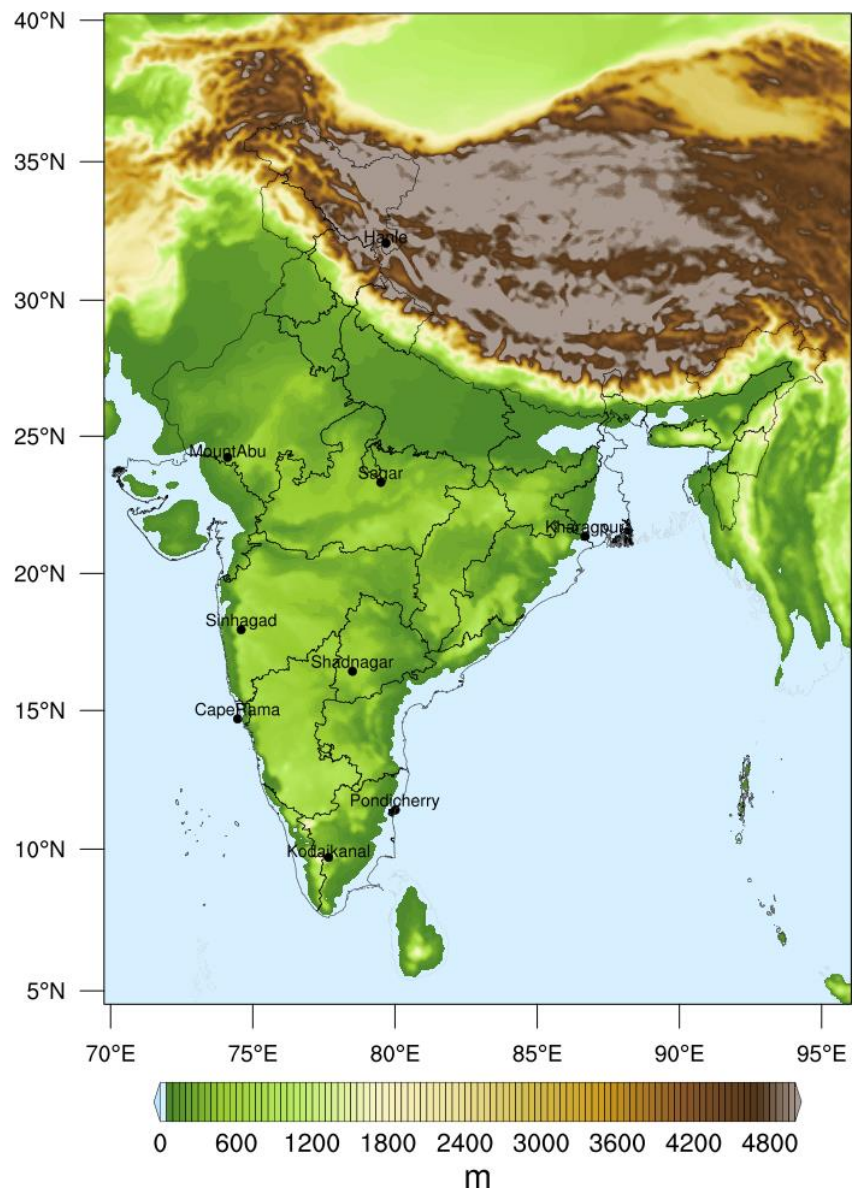 40°N
35°N
Hanle
30°N
25°N
MountAbu
Sagar
Kharagpur
20°N
Sinhagad
Shadnagar
15°N
CapeRama
Pondicherry
10°N
Kodaikanal
5°N
70°E 75°E 80°E 85°E 90°E 95°E
0 600 1200 1800 2400 3000 3600 4200 4800
m